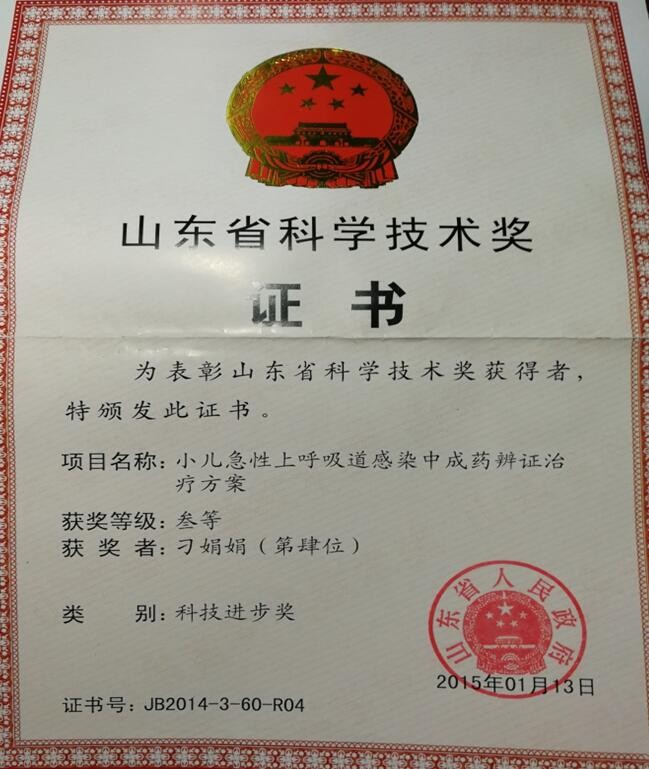 山东省科学技术奖
证书
为表彰山东省科学技术奖获得者，
特颁发此证书。
项目名称：小儿急性上呼吸道感染中成药辨证治
疗方案
获奖等级：叁等
获奖者：刁娟娟（第肆位）
类别：科技进步奖
山东省人民政府
2015年01月13日
证书号：JB2014-3-60-R04